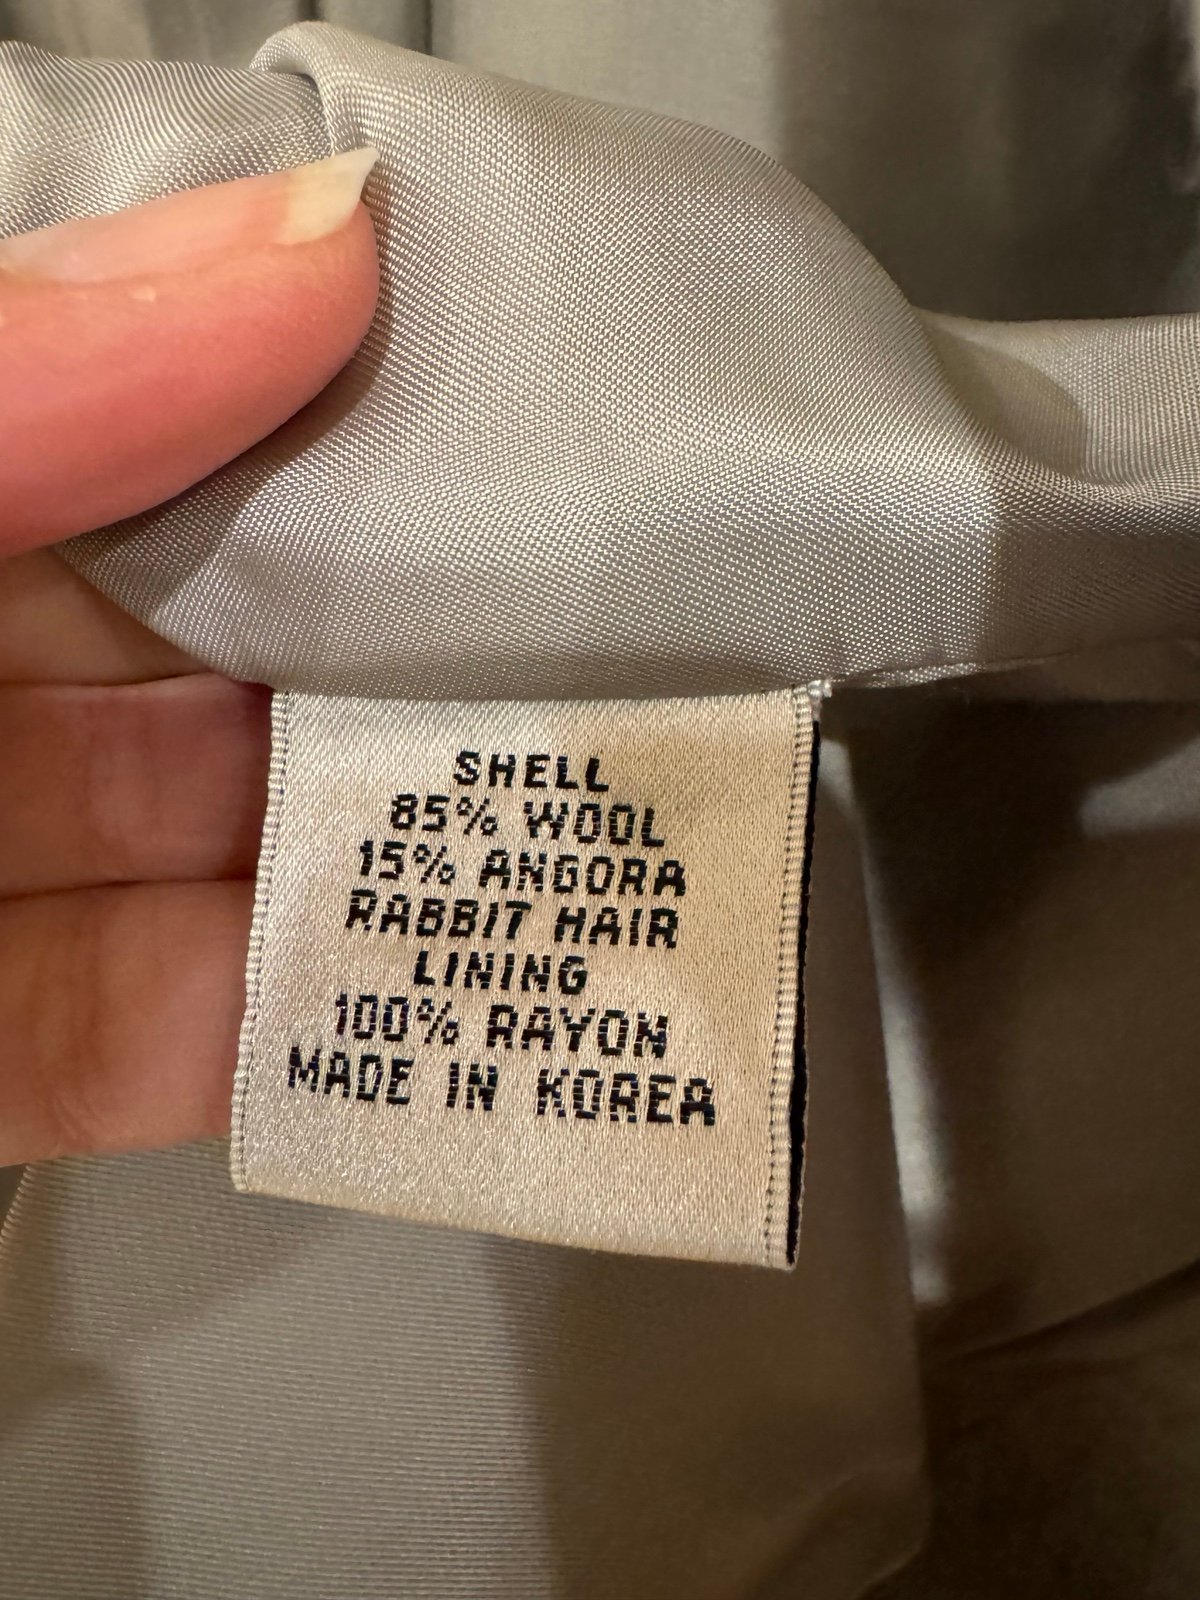 SHELL
85% WOOL
15% ANGORA
RABBIT HAIR
LINING
100% RAYON
MADE IN KOREA